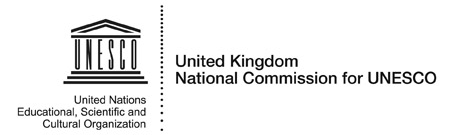 UNESCO
United Nations
Educational, Scientific and
Cultural Organization
United Kingdom
National Commission for UNESCO